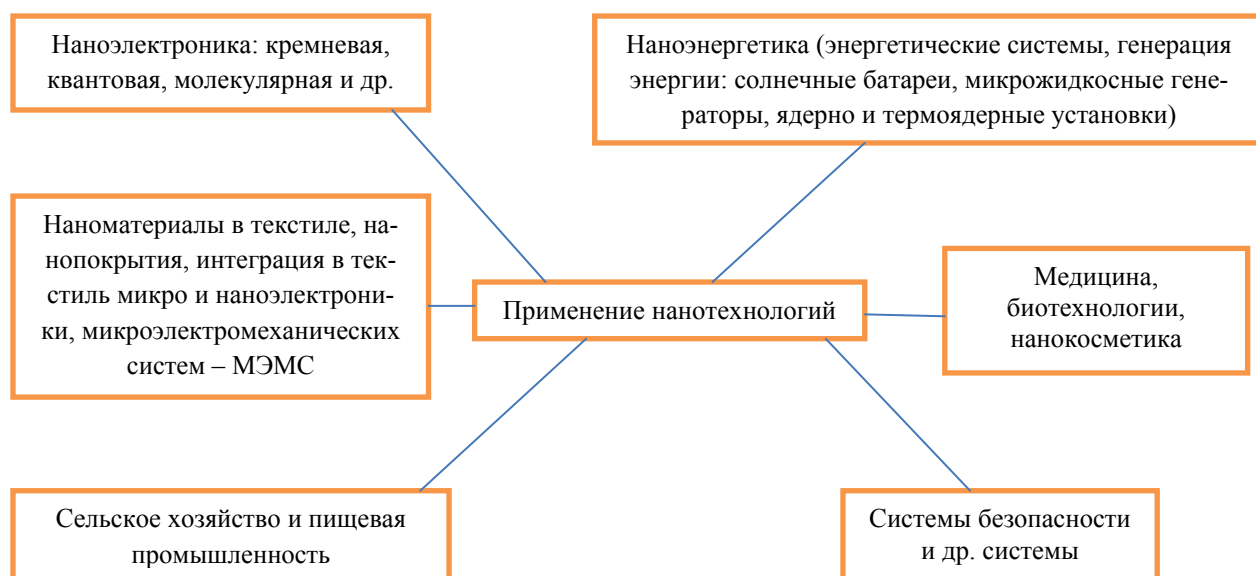 Наноэлектроника: кремневая,
квантовая, молекулярная и др.
Наноэнергетика (энергетические системы, генерация
энергии: солнечные батареи, микрожидкосные гене-
раторы, ядерно и термоядерные установки)
Наноматериалы в текстиле, на-
нопокрытия, интеграция в тек-
стиль микро и наноэлектрони-
ки, микроэлектромеханических
систем – МЭМС
Применение нанотехнологий
Медицина,
биотехнологии,
нанокосметика
Сельское хозяйство и пищевая
промышленность
Системы безопасности
и др. системы